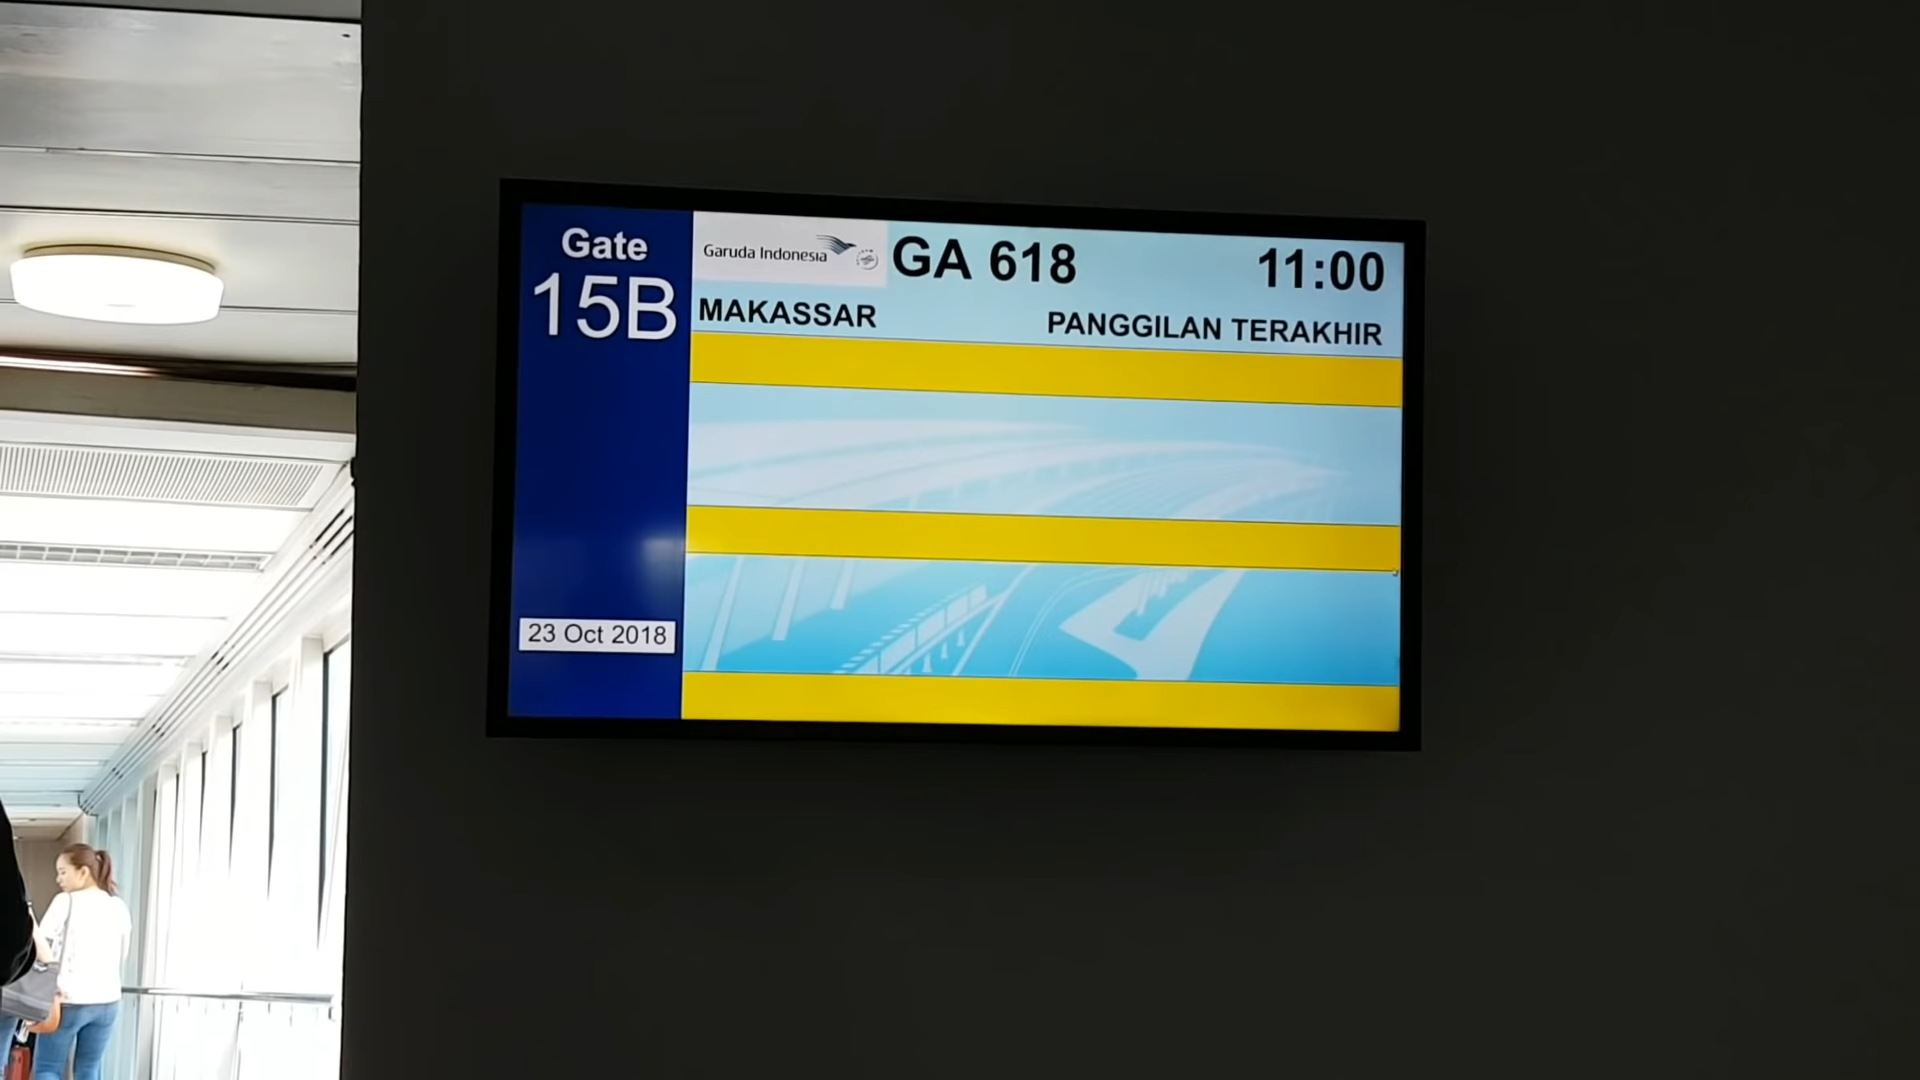 Gate
15B
Garuda Indonesia
GA 618
11:00
MAKASSAR
PANGGILAN TERAKHIR
23 Oct 2018